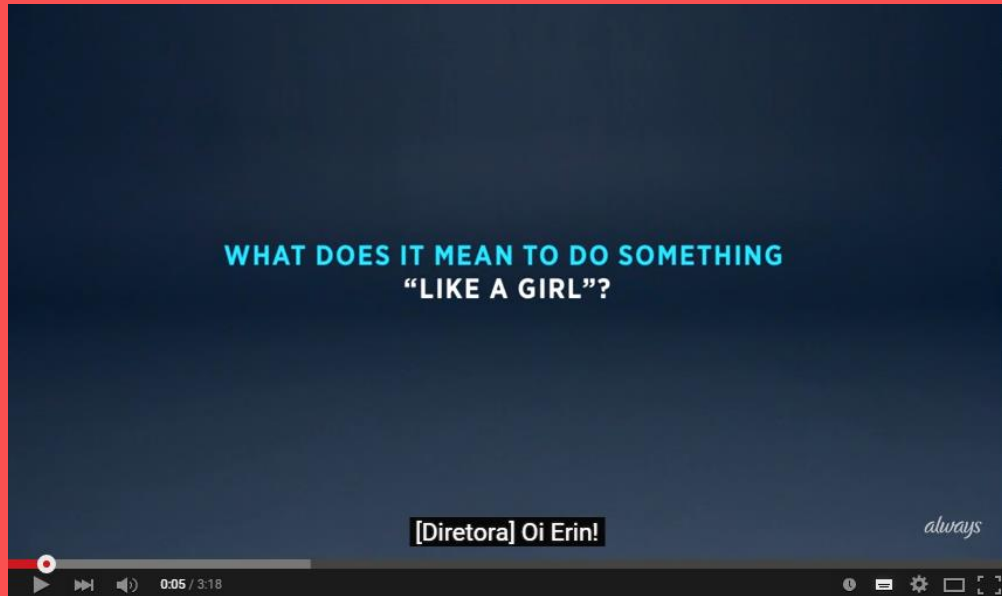 WHAT DOES IT MEAN TO DO SOMETHING
“LIKE A GIRL”?
[Diretora] Oi Erin!
always
0:05 / 3:18